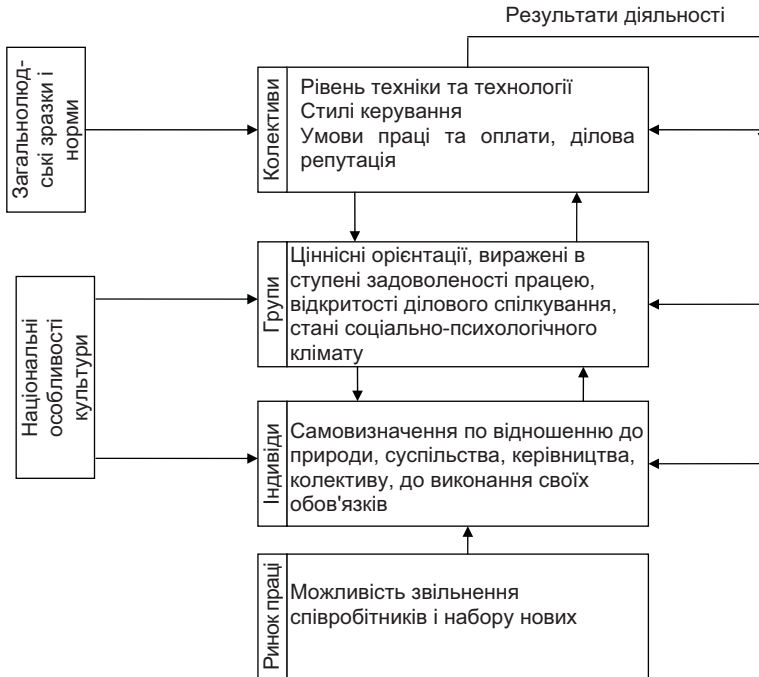 Результати діяльності
Загальнолюд-
ські зразки і
норми
Колективи
Рівень техніки та технології
Стилі керування
Умови праці та оплати, ділова
репутація
Національні
особливості
культури
Групи
Ціннісні орієнтації, виражені в
ступені задоволеності працею,
відкритості ділового спілкування,
стані соціально-психологічного
клімату
Індивіди
Самовизначення по відношенню до
природи, суспільства, керівництва,
колективу, до виконання своїх
обов'язків
Ринок праці
Можливість звільнення
співробітників і набору нових